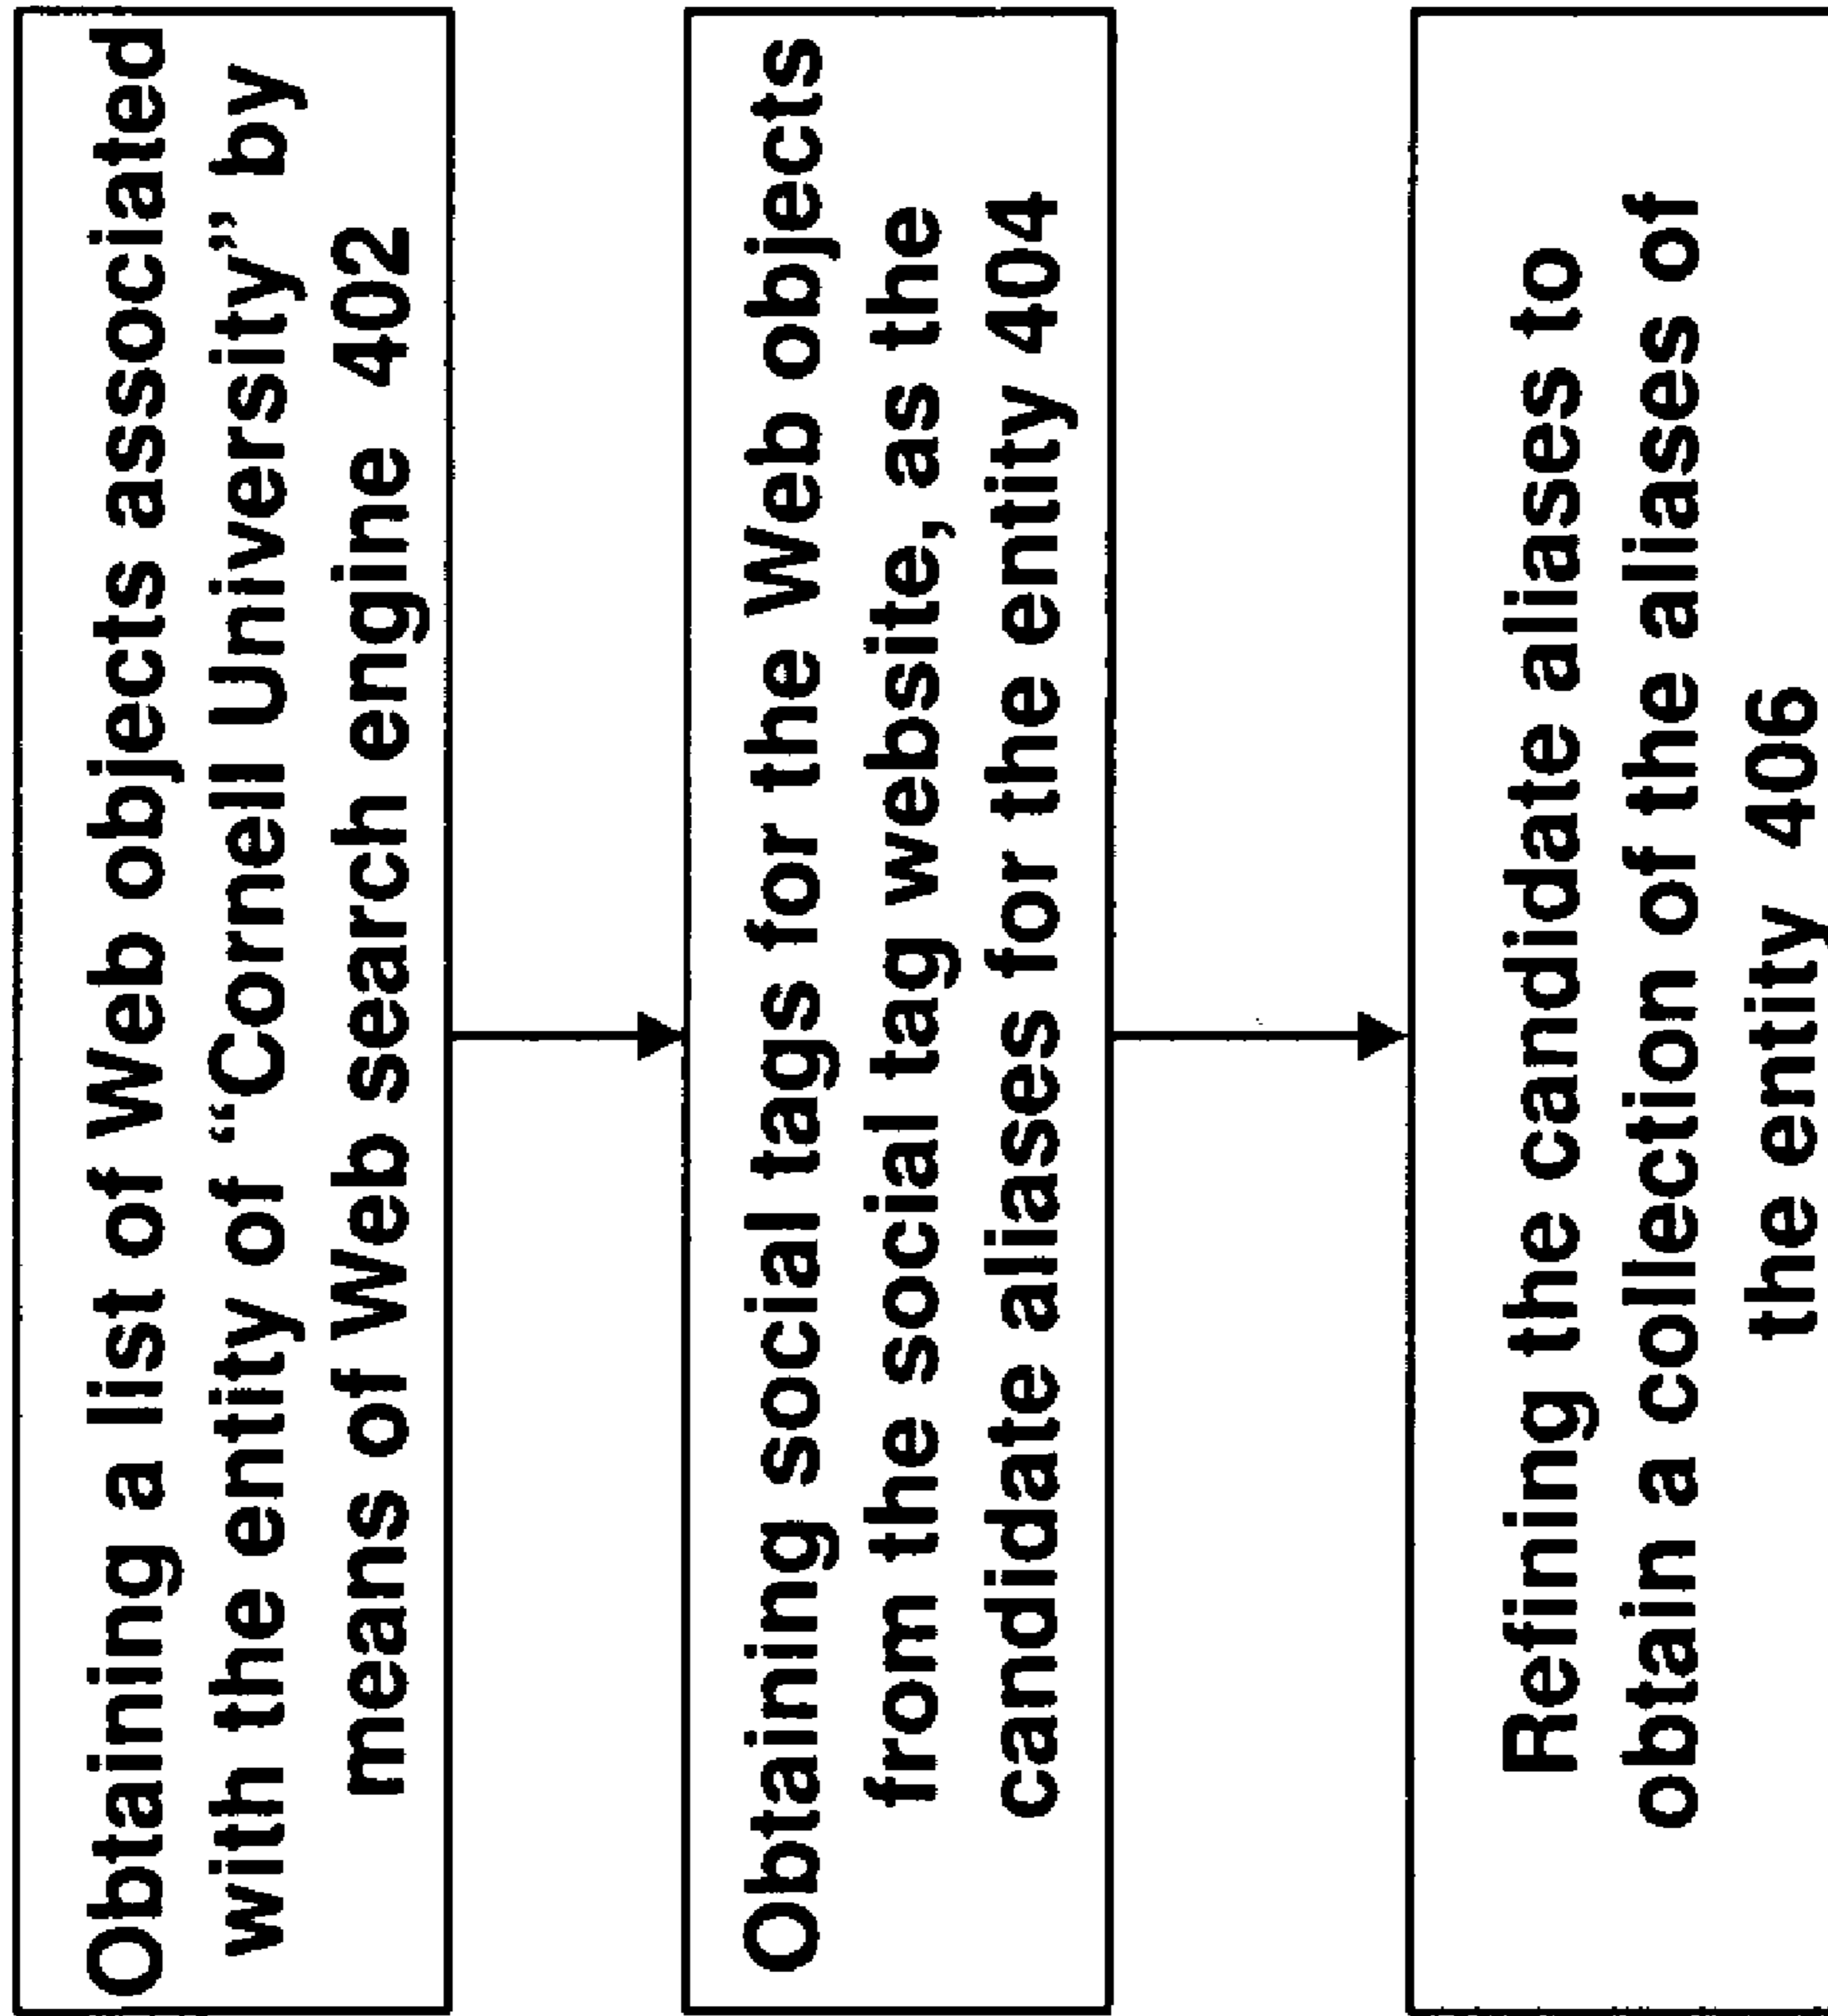 Obtaining a list of Web objects associated
with the entity of “Cornell University” by
means of Web search engine 402
Obtaining social tags for the Web objects
from the social tag website, as the
candidate aliases for the entity 404
Refining the candidate aliases to
obtain a collection of the aliases of
the entity 406